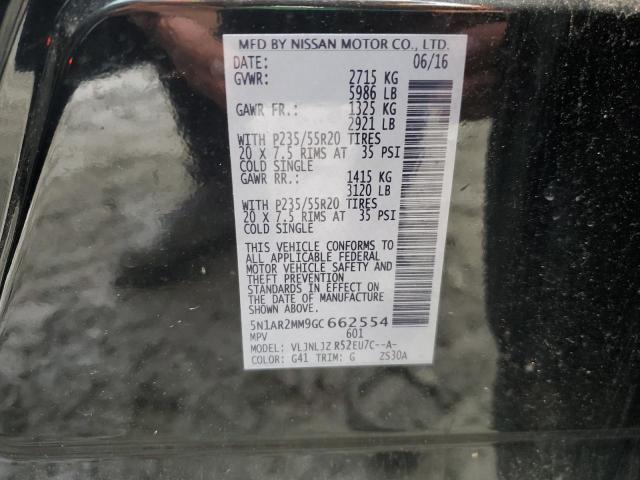 MFD BY NISSAN MOTOR CO., LTD.
DATE: 06/16
GVWR: 2715 KG
5986 LB
GAWR FR.: 1325 KG
2921 LB
WITH P235/55R20 TIRES
20 X 7.5 RIMS AT 35 PSI
COLD SINGLE
GAWR RR.: 1415 KG
3120 LB
WITH P235/55R20 TIRES
20 X 7.5 RIMS AT 35 PSI
COLD SINGLE
THIS VEHICLE CONFORMS TO
ALL APPLICABLE FEDERAL
MOTOR VEHICLE SAFETY AND
THEFT PREVENTION
STANDARDS IN EFFECT ON
THE DATE OF MANUFACTURE
SHOWN ABOVE.
5N1AR2MM9GC662554
MPV 601
MODEL: VLJNLJZ R52EU7C--A-
COLOR: G41 TRIM: G ZS30A